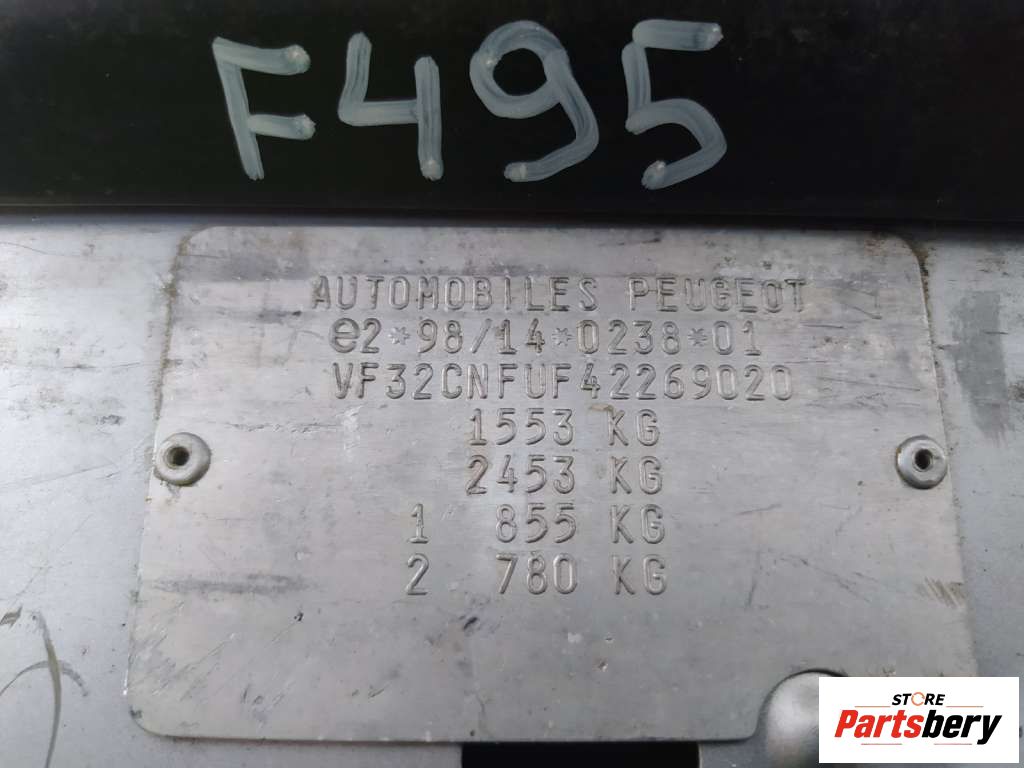 F495
AUTOMOBILES PEUGEOT
e2*98/14*0238*01
VF32CNFUF42269020
1553 KG
2453 KG
1 855 KG
2 780 KG
STORE
Partsbery